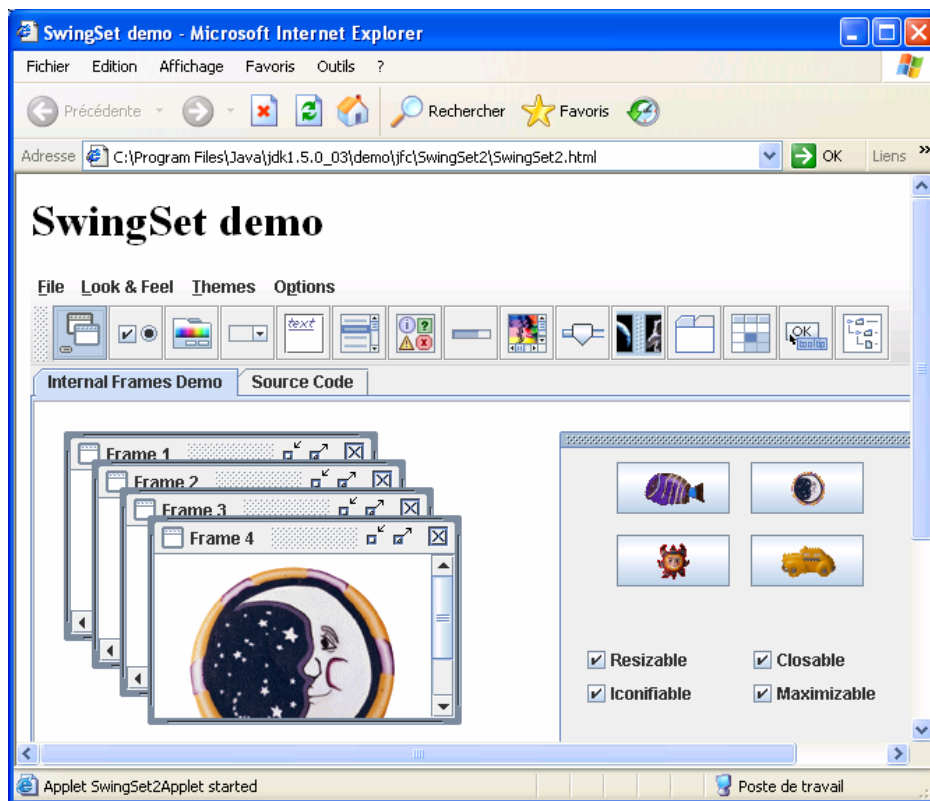 SwingSet demo - Microsoft Internet Explorer
Fichier Edition Affichage Favoris Outils ?
Précédente Rechercher Favoris
Adresse C:\Program Files\Java\jdk1.5.0_03\demo\jfc\SwingSet2\SwingSet2.html OK Liens »
SwingSet demo
File Look & Feel Themes Options
text OK tooltip
Internal Frames Demo Source Code
Frame 1
Frame 2
Frame 3
Frame 4
Resizable Closable
Iconifiable Maximizable
Applet SwingSet2Applet started Poste de travail